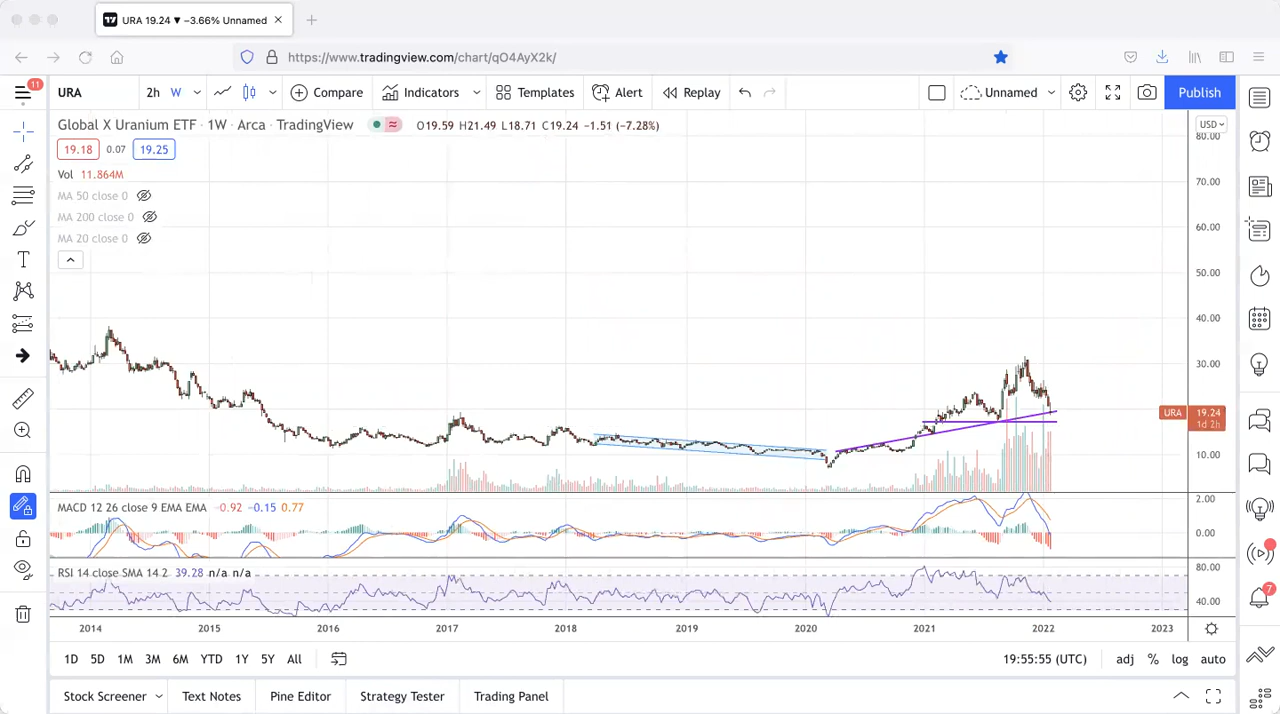 URA 19.24 ▼ −3.66% Unnamed
https://www.tradingview.com/chart/qO4AyX2k/
11
URA 2h W Compare Indicators Templates Alert Replay Unnamed Publish
Global X Uranium ETF · 1W · Arca · TradingView O19.59 H21.49 L18.71 C19.24 −1.51 (−7.28%)
USD
19.18 0.07 19.25
Vol 11.864M
MA 50 close 0
MA 200 close 0
MA 20 close 0
80.00
70.00
60.00
50.00
40.00
30.00
URA 19.24
1d 2h
10.00
MACD 12 26 close 9 EMA EMA −0.92 −0.15 0.77
2.00
0.00
RSI 14 close SMA 14 2 39.28 n/a n/a
80.00
40.00
7
2014 2015 2016 2017 2018 2019 2020 2021 2022 2023
1D 5D 1M 3M 6M YTD 1Y 5Y All 19:55:55 (UTC) adj % log auto
Stock Screener Text Notes Pine Editor Strategy Tester Trading Panel